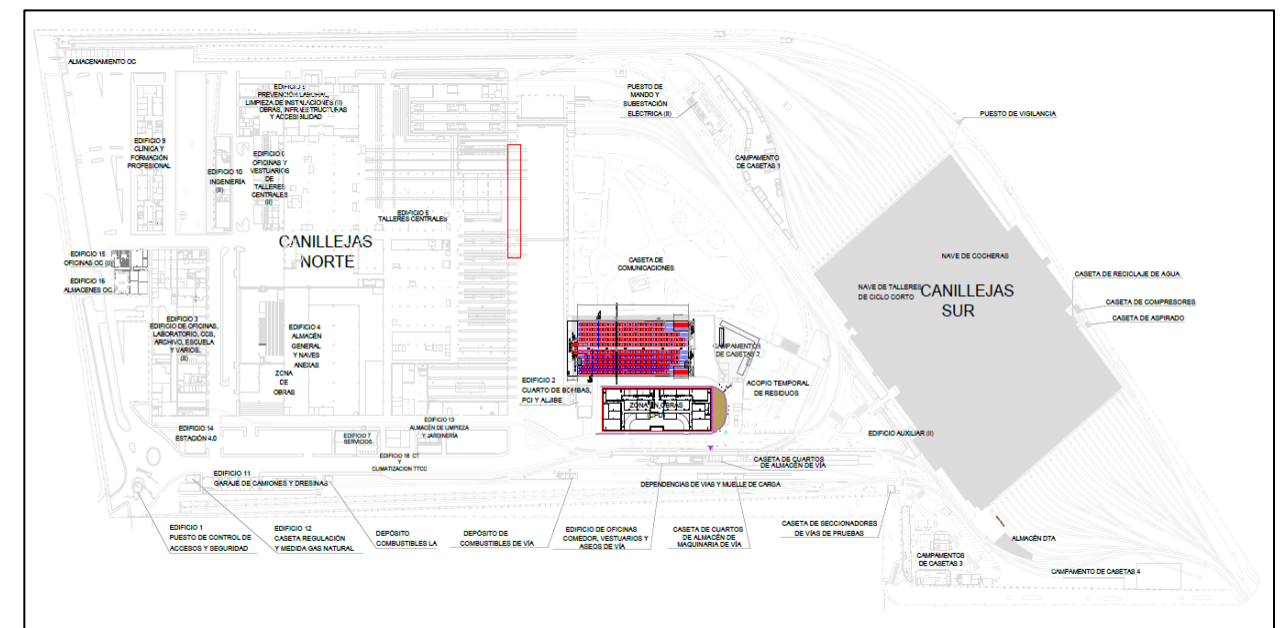 ALMACENAMIENTO OC
EDIFICIO 9
CLÍNICA Y
FORMACIÓN
PROFESIONAL
PREVENCIÓN LABORAL,
LIMPIEZA DE INSTALACIONES (II)
OBRAS, INFRAESTRUCTURAS
Y ACCESIBILIDAD
EDIFICIO 10
INGENIERÍA
(II)
EDIFICIO 6
OFICINAS Y
VESTUARIOS
DE
TALLERES
CENTRALES
(II)
EDIFICIO 5
TALLERES CENTRALES
CANILLEJAS
NORTE
PUESTO DE
MANDO Y
SUBESTACIÓN
ELÉCTRICA (II)
CAMPAMENTO
DE CASETAS 1
PUESTO DE VIGILANCIA
CASETA DE
COMUNICACIONES
NAVE DE COCHERAS
NAVE DE TALLERES
DE CICLO CORTO
CANILLEJAS
SUR
CASETA DE RECICLAJE DE AGUA
CASETA DE COMPRESORES
CASETA DE ASPIRADO
EDIFICIO 15
OFICINAS OC (II)
EDIFICIO 16
ALMACENES OC
EDIFICIO 3
EDIFICIO DE OFICINAS,
LABORATORIO, CCS,
ARCHIVO, ESCUELA
Y VARIOS,
(II)
EDIFICIO 4
ALMACÉN
GENERAL
Y NAVES
ANEXAS
ZONA
DE
OBRAS
CAMPAMENTOS
DE CASETAS 2
EDIFICIO 2
CUARTO DE BOMBAS,
PCI Y ALJIBE
ACOPIO TEMPORAL
DE RESIDUOS
ZONA EN OBRAS
EDIFICIO 14
ESTACIÓN 4.0
EDIFICIO 7
SERVICIOS
EDIFICIO 13
ALMACÉN DE LIMPIEZA
Y JARDINERÍA
EDIFICIO 18 CT
Y
CLIMATIZACION TTCC
EDIFICIO AUXILIAR (II)
CASETA DE CUARTOS
DE ALMACÉN DE VÍA
EDIFICIO 11
GARAJE DE CAMIONES Y DRESINAS
DEPENDENCIAS DE VIAS Y MUELLE DE CARGA
EDIFICIO 1
PUESTO DE CONTROL DE
ACCESOS Y SEGURIDAD
EDIFICIO 12
CASETA REGULACIÓN
Y MEDIDA GAS NATURAL
DEPÓSITO
COMBUSTIBLES LA
DEPÓSITO DE
COMBUSTIBLES DE VÍA
EDIFICIO DE OFICINAS
COMEDOR, VESTUARIOS Y
ASEOS DE VÍA
CASETA DE CUARTOS
DE ALMACÉN DE
MAQUINARIA DE VÍA
CASETA DE SECCIONADORES
DE VÍAS DE PRUEBAS
ALMACÉN DTA
CAMPAMENTOS
DE CASETAS 3
CAMPAMENTO DE CASETAS 4